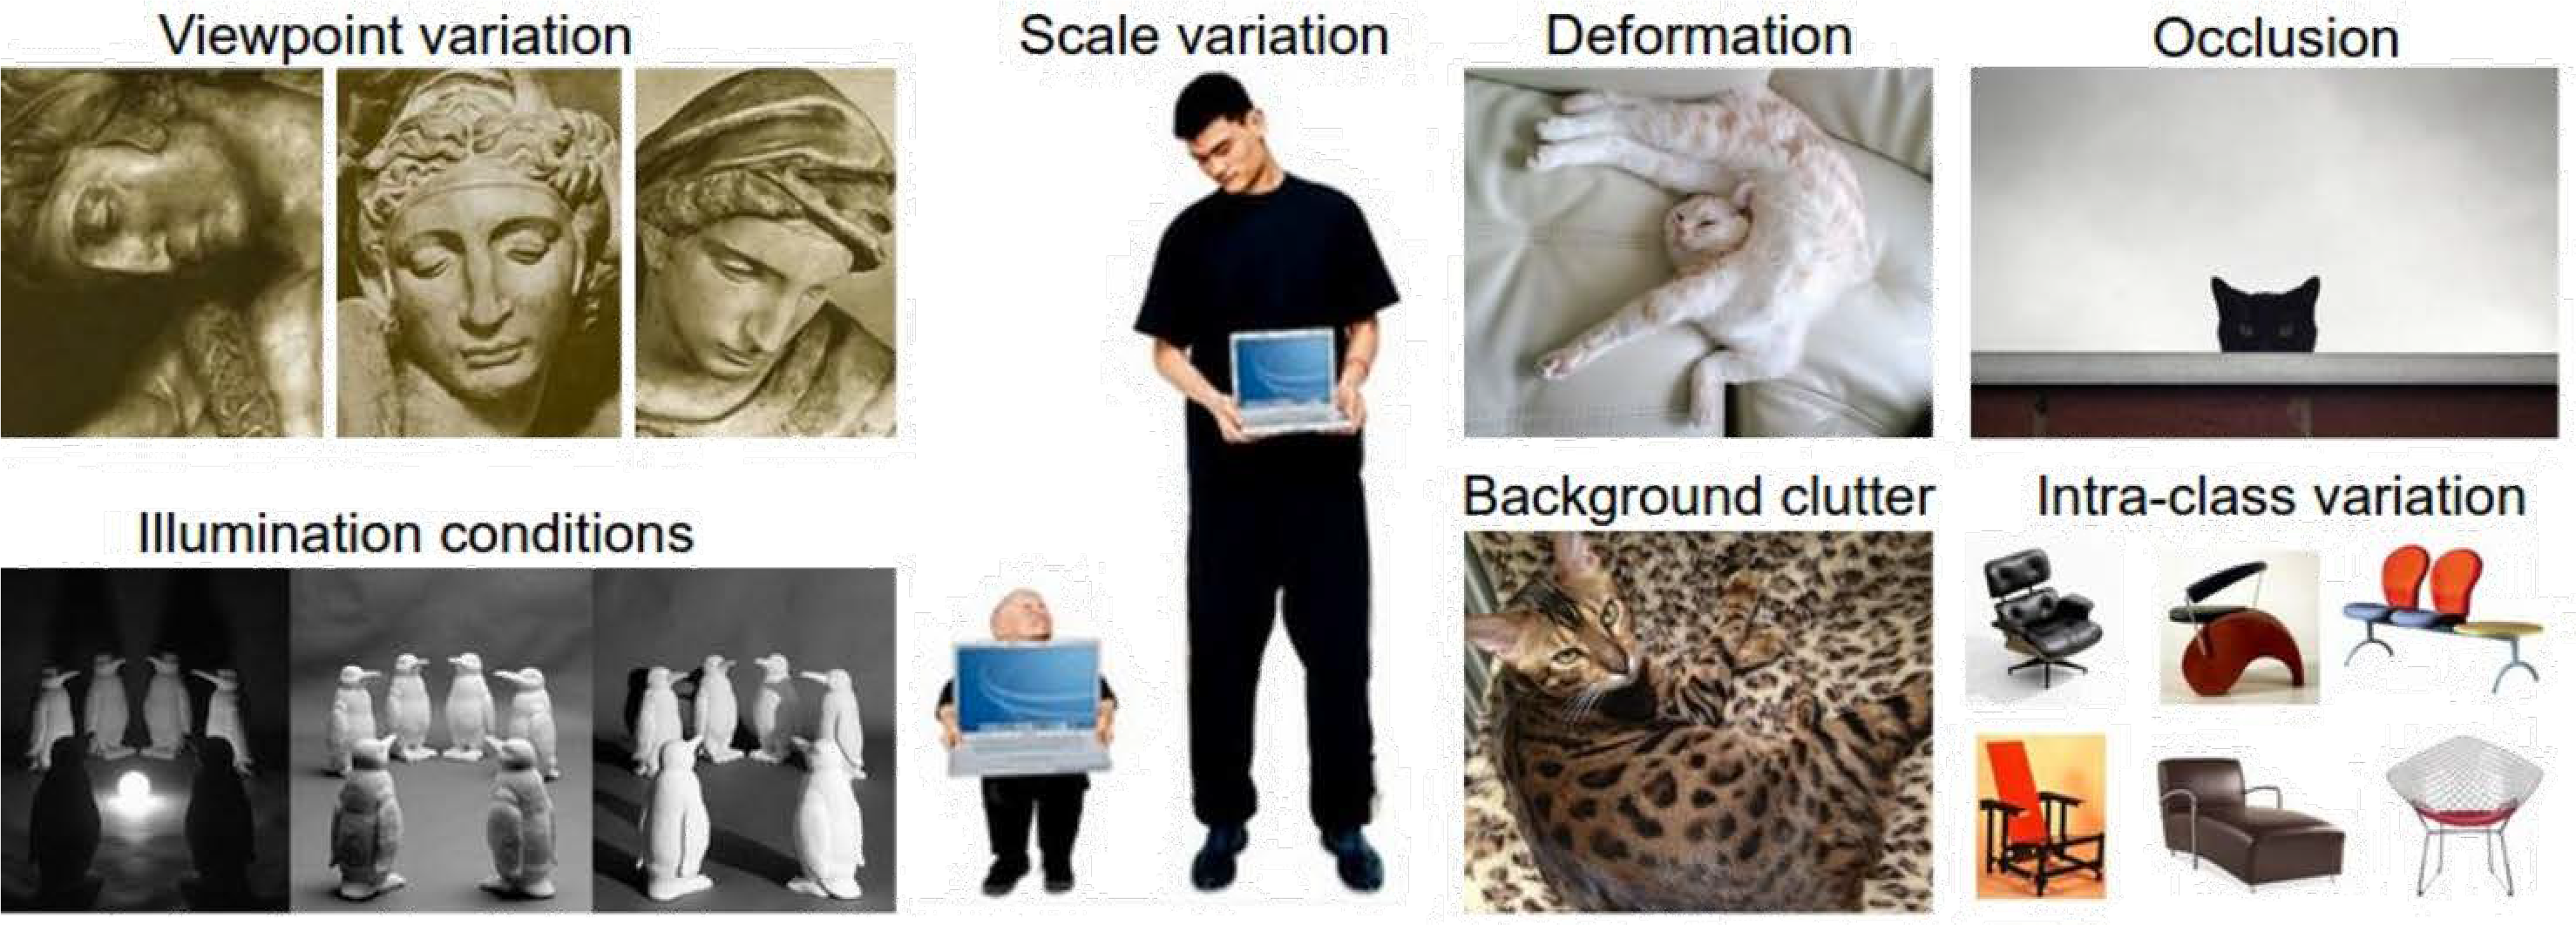 Viewpoint variation
Scale variation
Deformation
Occlusion
Illumination conditions
Background clutter
Intra-class variation